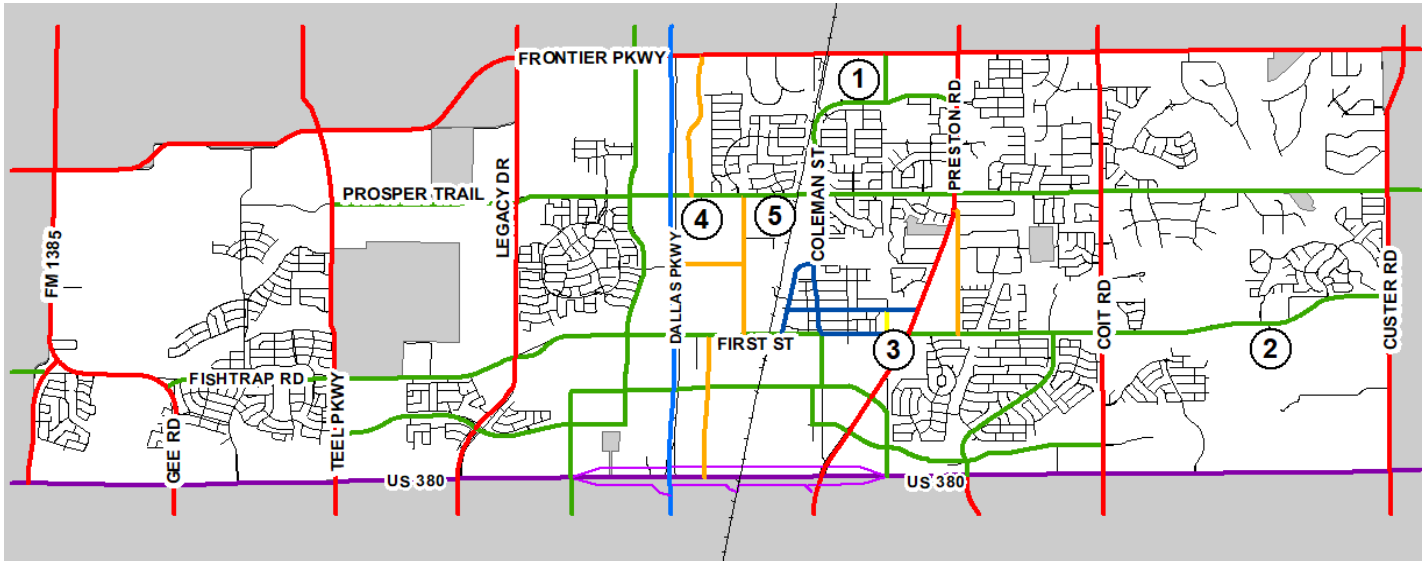 FRONTIER PKWY
1
PRESTON RD
COLEMAN ST
LEGACY DR
PROSPER TRAIL
4
5
FM 1385
DALLAS PKWY
COIT RD
CUSTER RD
FIRST ST
3
2
FISHTRAP RD
GEE RD
TEEL PKWY
US 380
US 380